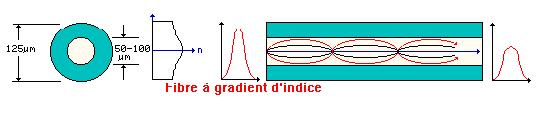 125µm
50-100
µm
n
Fibre à gradient d'indice